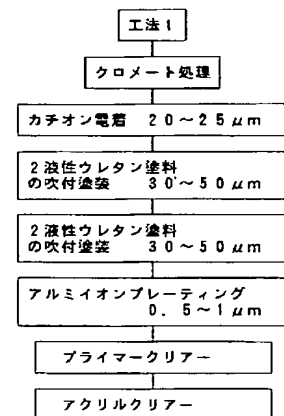 工法1
クロメート処理
カチオン電着 20~25μm
2液性ウレタン塗料
の吹付塗装 30~50μm
2液性ウレタン塗料
の吹付塗装 30~50μm
アルミイオンプレーティング
0.5~1μm
プライマークリアー
アクリルクリアー